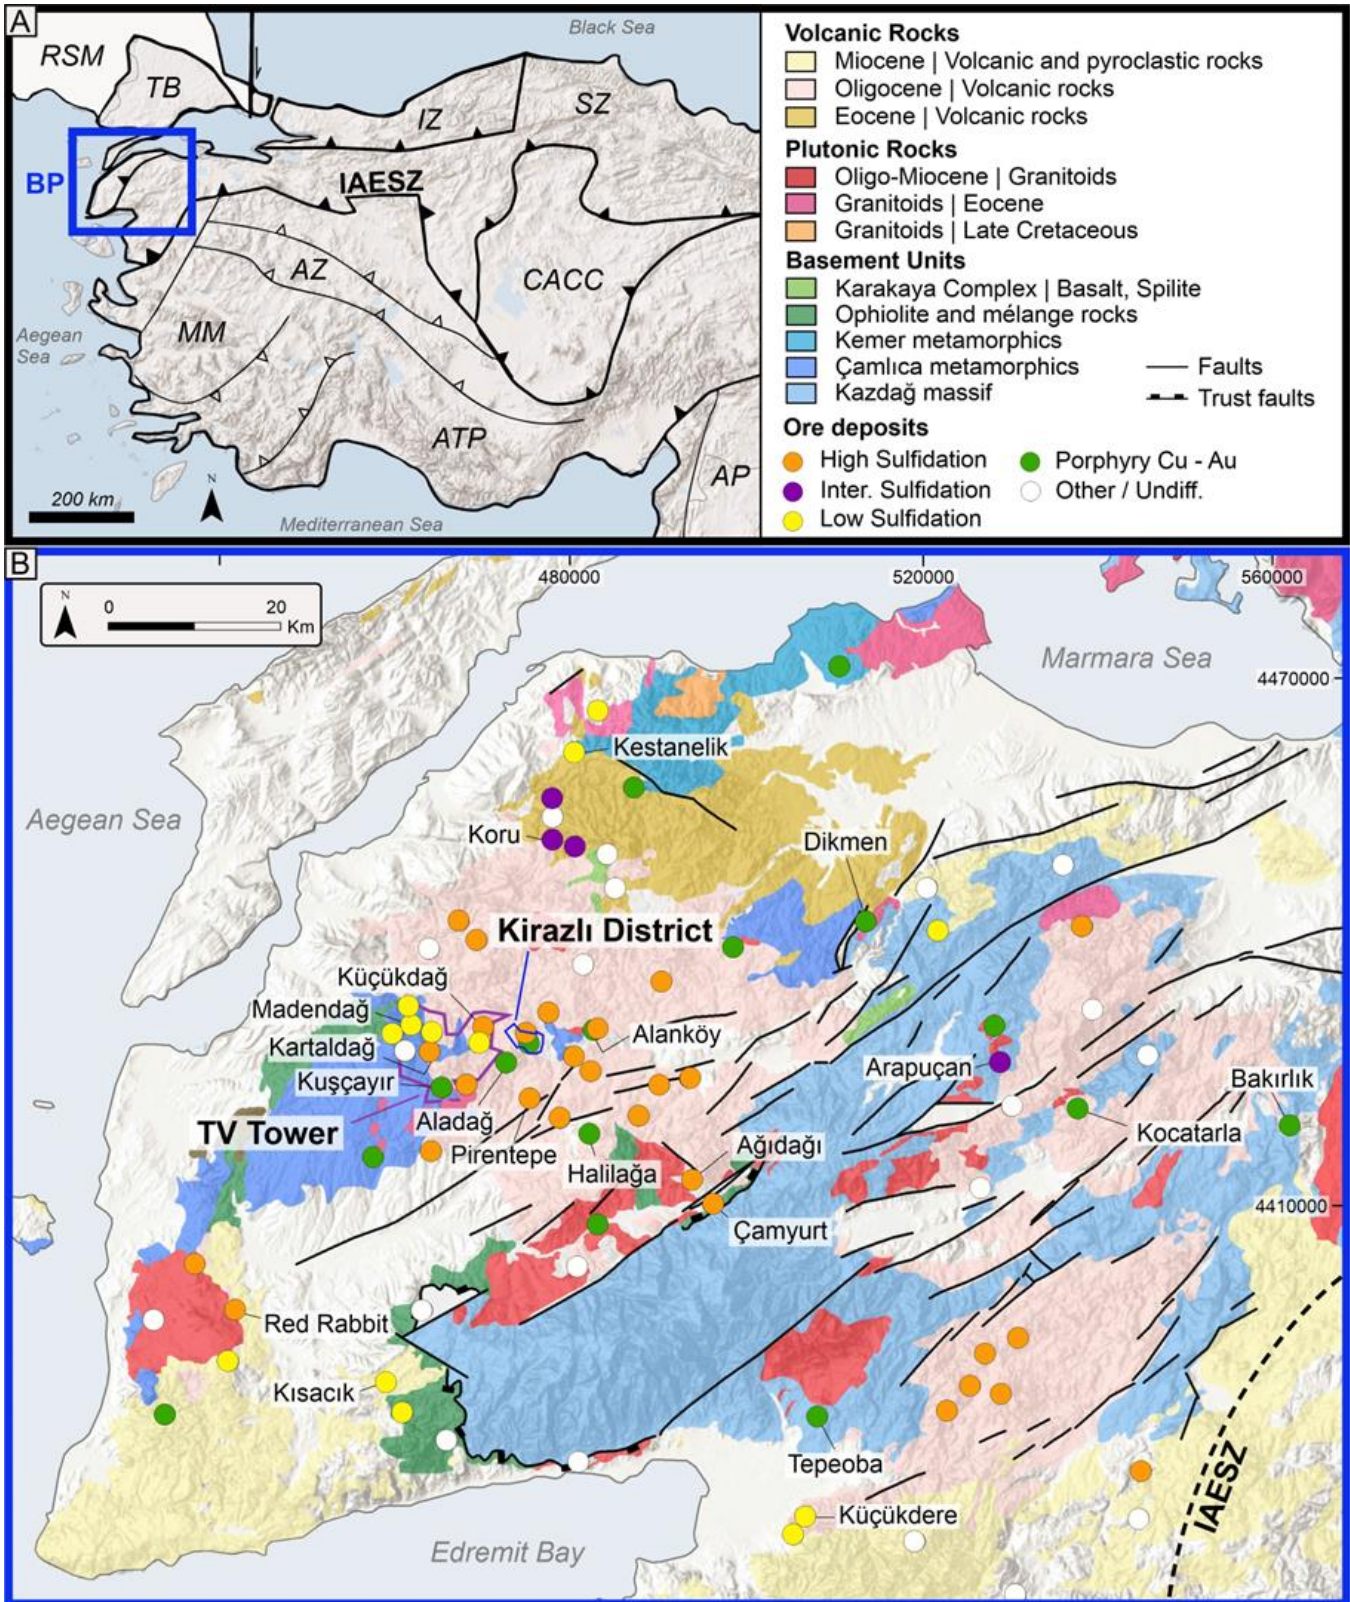 A
RSM
TB
Black Sea
IZ
SZ
BP
IAESZ
AZ
CACC
MM
Aegean
Sea
ATP
AP
200 km
N
Mediterranean Sea
Volcanic Rocks
Miocene | Volcanic and pyroclastic rocks
Oligocene | Volcanic rocks
Eocene | Volcanic rocks
Plutonic Rocks
Oligo-Miocene | Granitoids
Granitoids | Eocene
Granitoids | Late Cretaceous
Basement Units
Karakaya Complex | Basalt, Spilite
Ophiolite and mélange rocks
Kemer metamorphics
Çamlıca metamorphics
Faults
Kazdağ massif
Trust faults
Ore deposits
High Sulfidation
Porphyry Cu - Au
Inter. Sulfidation
Other / Undiff.
Low Sulfidation
B
480000
520000
560000
N
0
20
Km
Marmara Sea
4470000
Kestanelik
Aegean Sea
Koru
Dikmen
Kirazlı District
Küçükdağ
Madendağ
Alanköy
Kartaldağ
Arapuçan
Kuşçayır
Bakırlık
Aladağ
TV Tower
Kocatarla
Pirentepe
Ağıdağı
Halilağa
4410000
Çamyurt
Red Rabbit
Kısacık
Tepeoba
IAESZ
Küçükdere
Edremit Bay